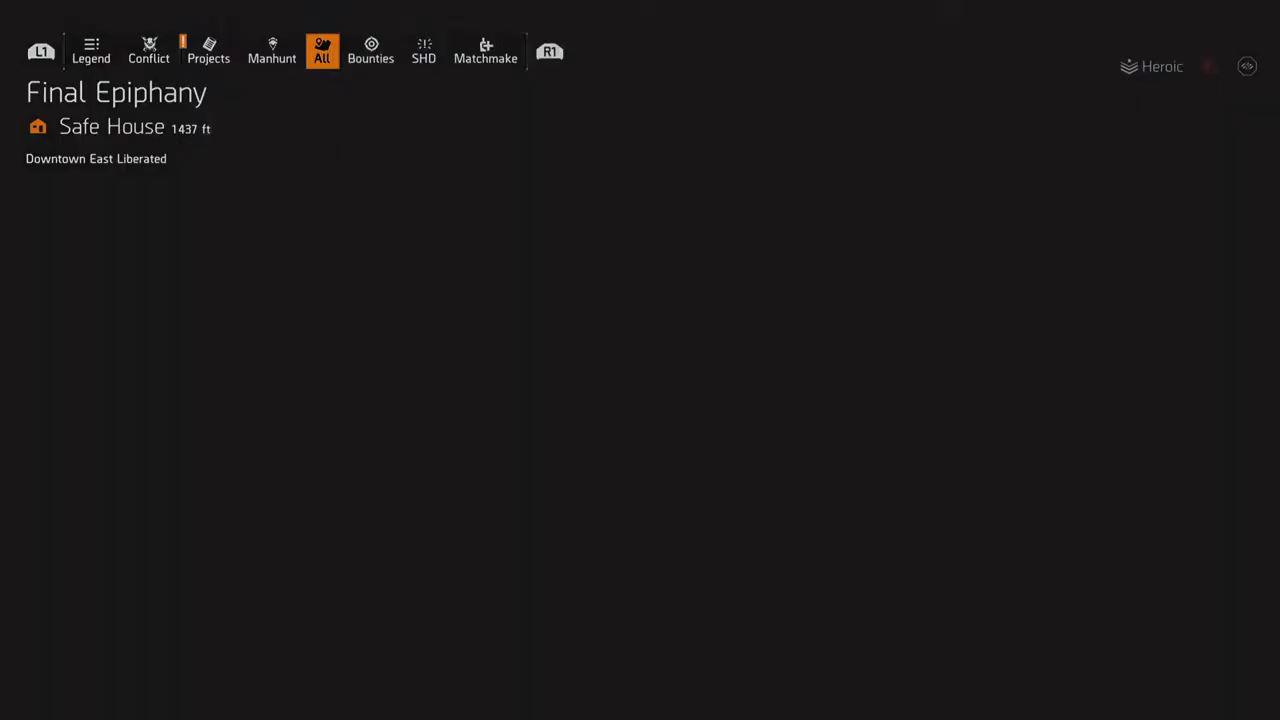 L1 Legend Conflict Projects Manhunt All Bounties SHD Matchmake R1
Heroic
Final Epiphany
Safe House 1437 ft
Downtown East Liberated